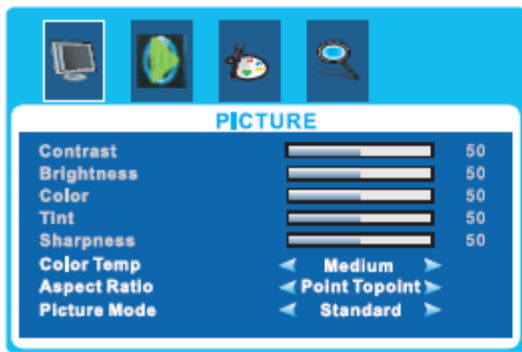 PICTURE
Contrast 50
Brightness 50
Color 50
Tint 50
Sharpness 50
Color Temp Medium
Aspect Ratio Point Topoint
Picture Mode Standard